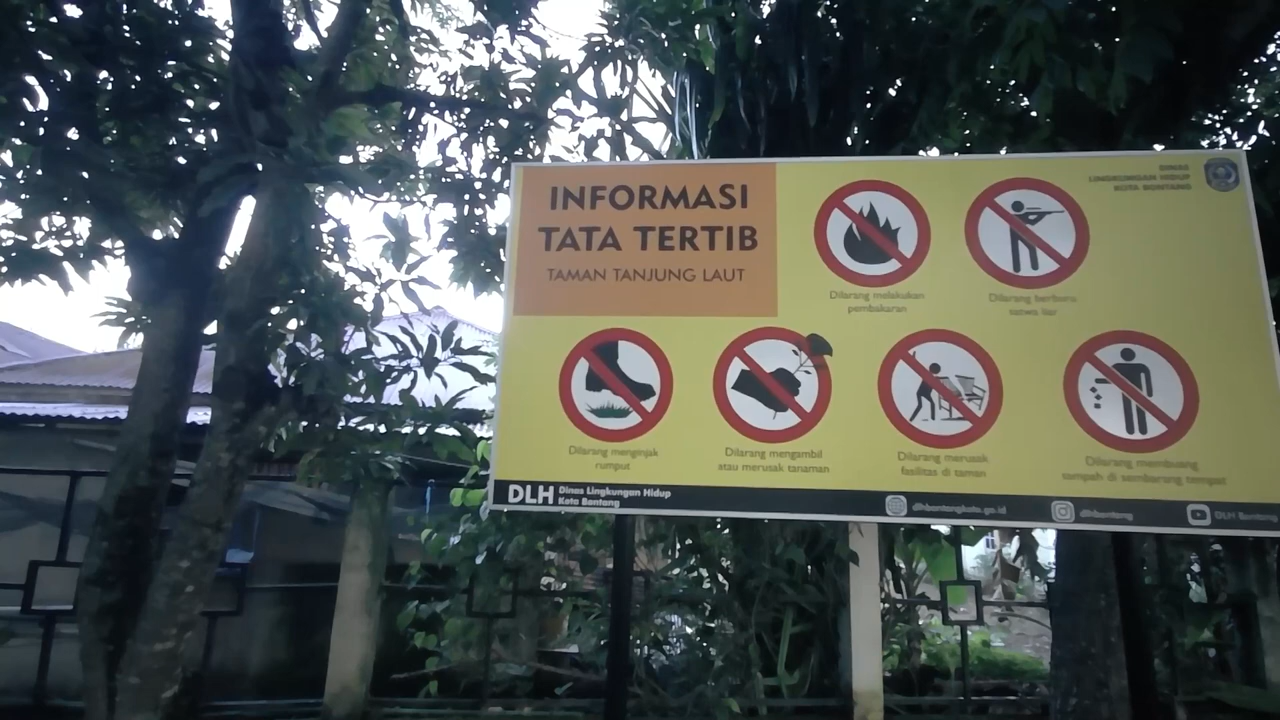 INFORMASI
TATA TERTIB
TAMAN TANJUNG LAUT
DINAS
LINGKUNGAN HIDUP
KOTA BONTANG
Dilarang melakukan
pembakaran
Dilarang berburu
satwa liar
Dilarang menginjak
rumput
Dilarang mengambil
atau merusak tanaman
Dilarang merusak
fasilitas di taman
Dilarang membuang
sampah di sembarang tempat
DLH Dinas Lingkungan Hidup
Kota Bontang
dlhbontangkota.go.id
dlhbontang
DLH Bontang